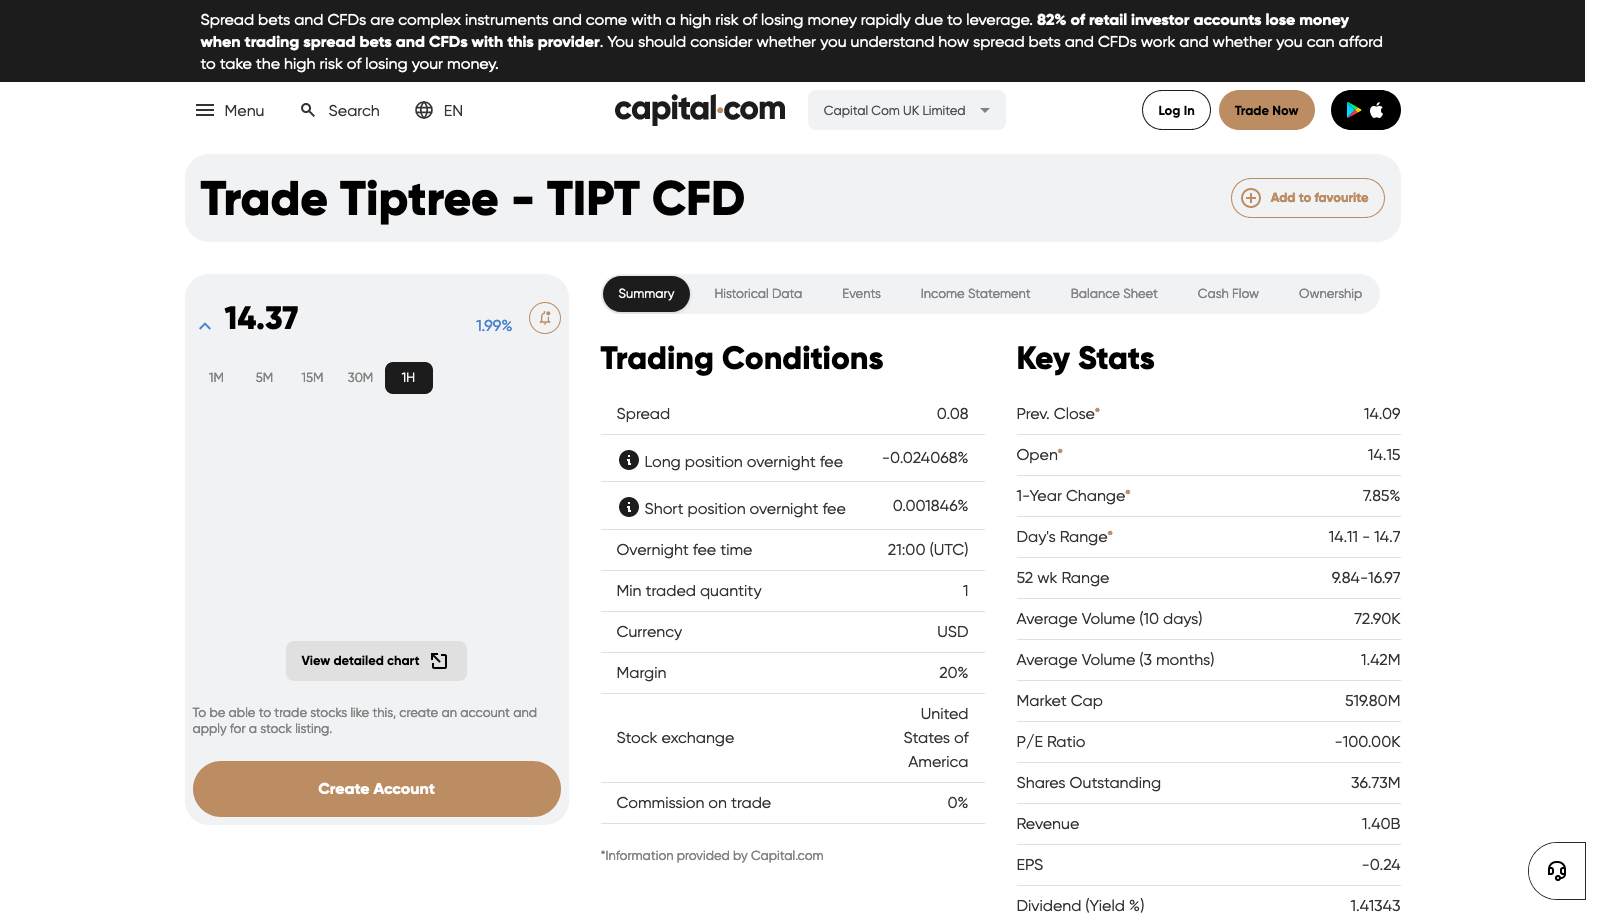 Spread bets and CFDs are complex instruments and come with a high risk of losing money rapidly due to leverage. 82% of retail investor accounts lose money
when trading spread bets and CFDs with this provider. You should consider whether you understand how spread bets and CFDs work and whether you can afford
to take the high risk of losing your money.
Menu Search EN capital.com Capital Com UK Limited Log In Trade Now
Trade Tiptree - TIPT CFD
Add to favourite
14.37
1.99%
1M 5M 15M 30M 1H
View detailed chart
To be able to trade stocks like this, create an account and
apply for a stock listing.
Create Account
Summary Historical Data Events Income Statement Balance Sheet Cash Flow Ownership
Trading Conditions
Spread 0.08
Long position overnight fee -0.024068%
Short position overnight fee 0.001846%
Overnight fee time 21:00 (UTC)
Min traded quantity 1
Currency USD
Margin 20%
Stock exchange United
States of
America
Commission on trade 0%
*Information provided by Capital.com
Key Stats
Prev. Close* 14.09
Open* 14.15
1-Year Change* 7.85%
Day's Range* 14.11 - 14.7
52 wk Range 9.84-16.97
Average Volume (10 days) 72.90K
Average Volume (3 months) 1.42M
Market Cap 519.80M
P/E Ratio -100.00K
Shares Outstanding 36.73M
Revenue 1.40B
EPS -0.24
Dividend (Yield %) 1.41343